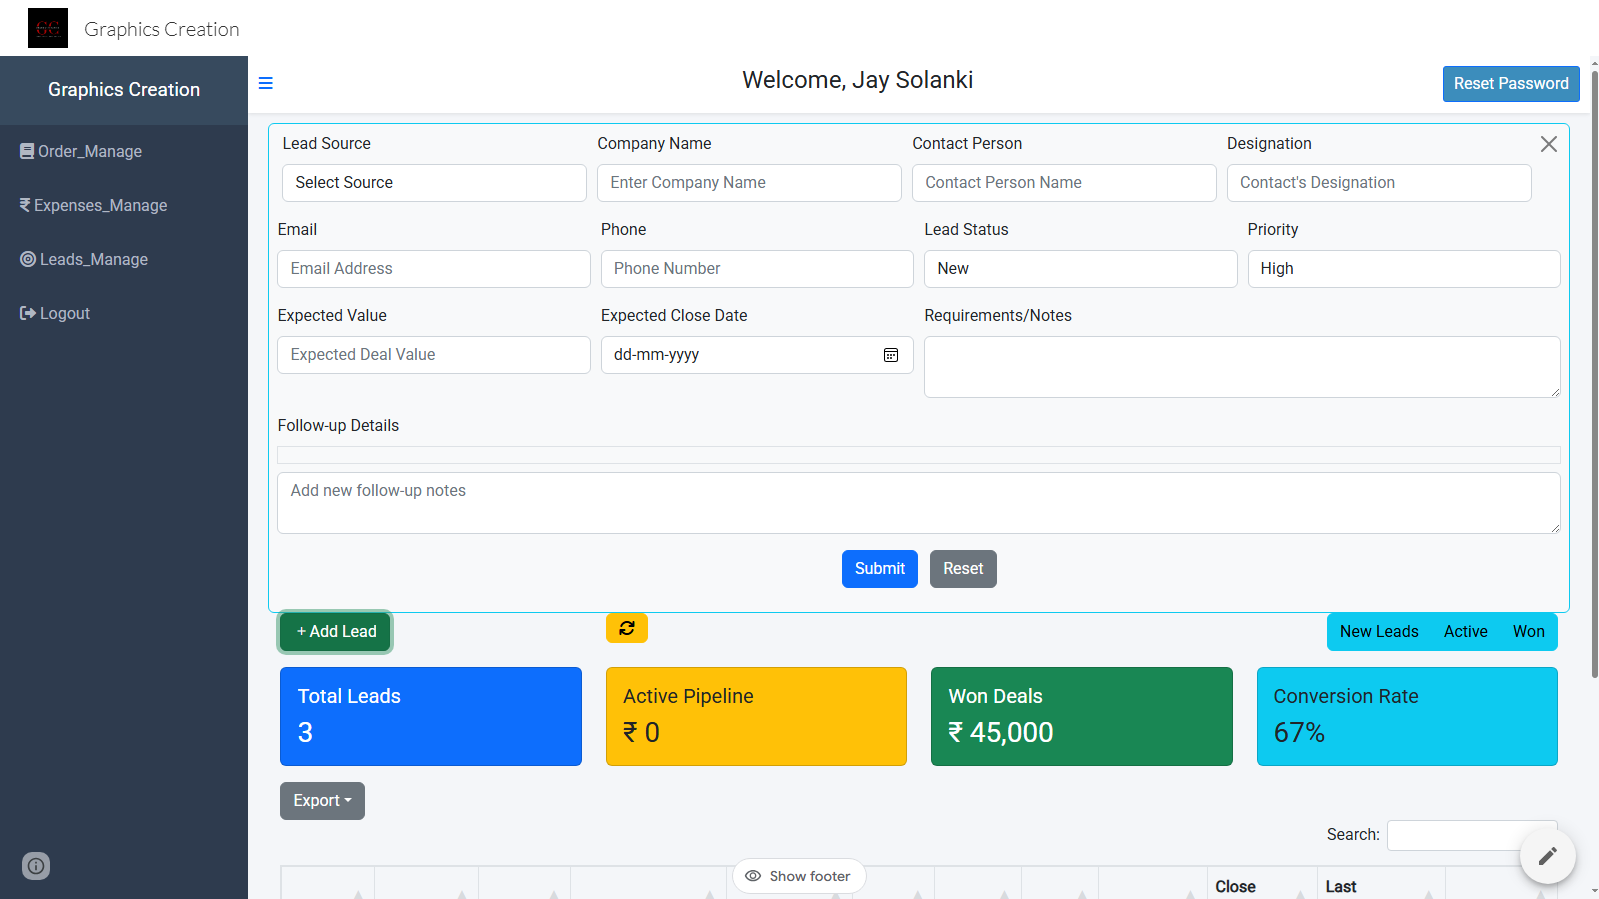 GC
Graphics Creation
Graphics Creation
Order_Manage
Expenses_Manage
Leads_Manage
Logout
Welcome, Jay Solanki
Reset Password
Lead Source
Company Name
Contact Person
Designation
Select Source
Enter Company Name
Contact Person Name
Contact's Designation
Email
Phone
Lead Status
Priority
Email Address
Phone Number
New
High
Expected Value
Expected Close Date
Requirements/Notes
Expected Deal Value
dd-mm-yyyy
Follow-up Details
Add new follow-up notes
Submit
Reset
+ Add Lead
New Leads
Active
Won
Total Leads
3
Active Pipeline
₹ 0
Won Deals
₹ 45,000
Conversion Rate
67%
Export
Search:
Show footer
Close
Last